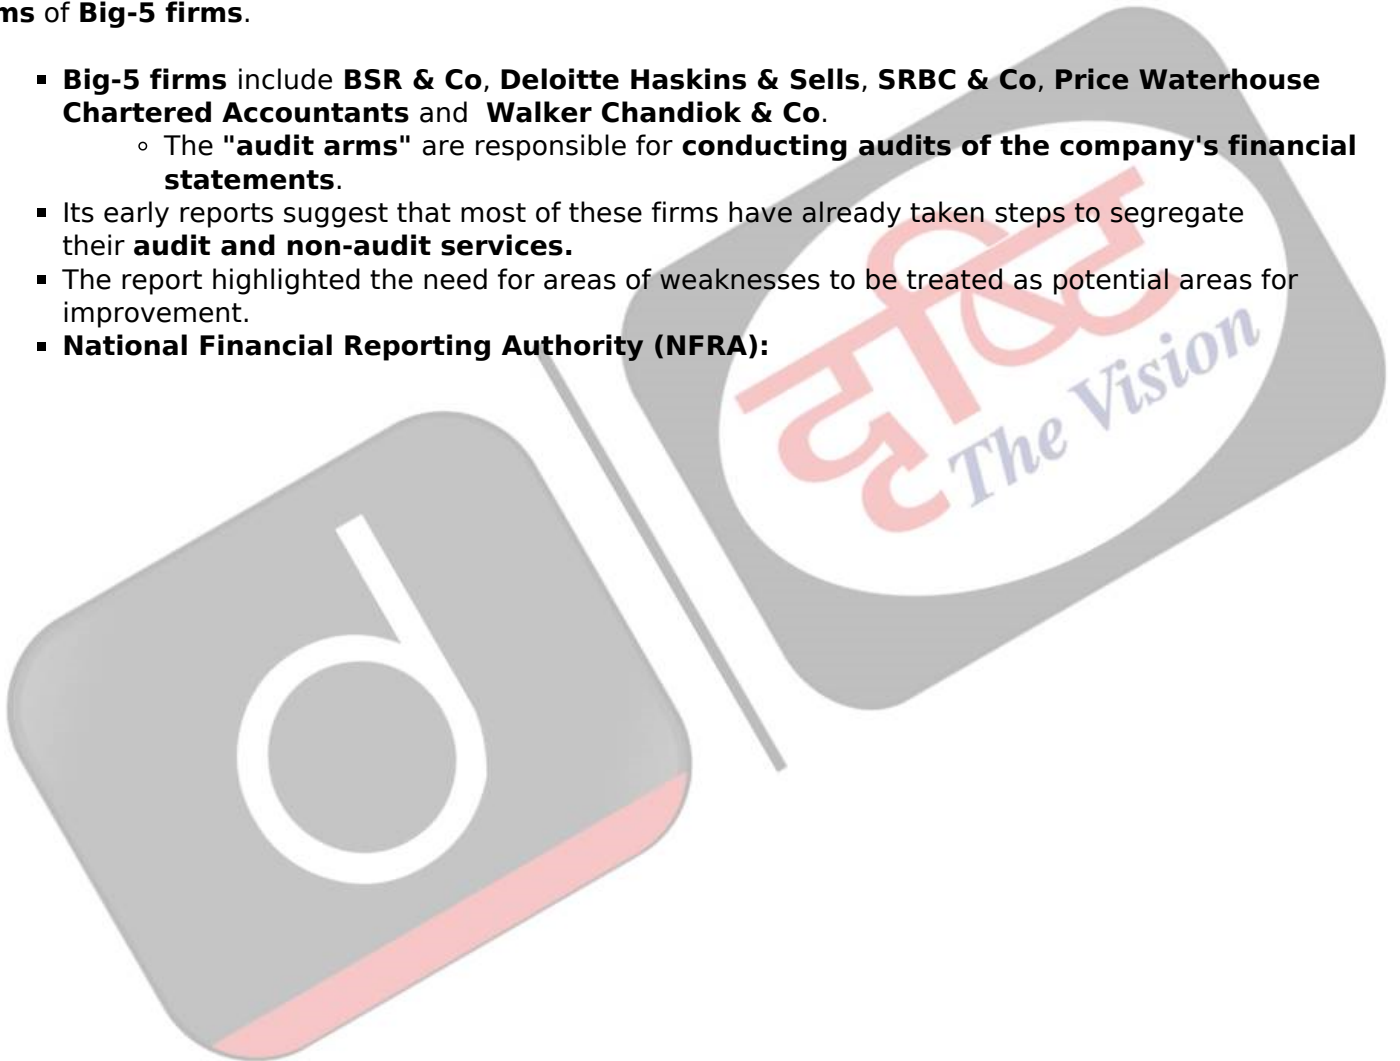 ms of Big-5 firms.
▪ Big-5 firms include BSR & Co, Deloitte Haskins & Sells, SRBC & Co, Price Waterhouse
Chartered Accountants and Walker Chandiok & Co.
◦ The "audit arms" are responsible for conducting audits of the company's financial
statements.
▪ Its early reports suggest that most of these firms have already taken steps to segregate
their audit and non-audit services.
▪ The report highlighted the need for areas of weaknesses to be treated as potential areas for
improvement.
▪ National Financial Reporting Authority (NFRA):
दृष्टि
The Vision
d